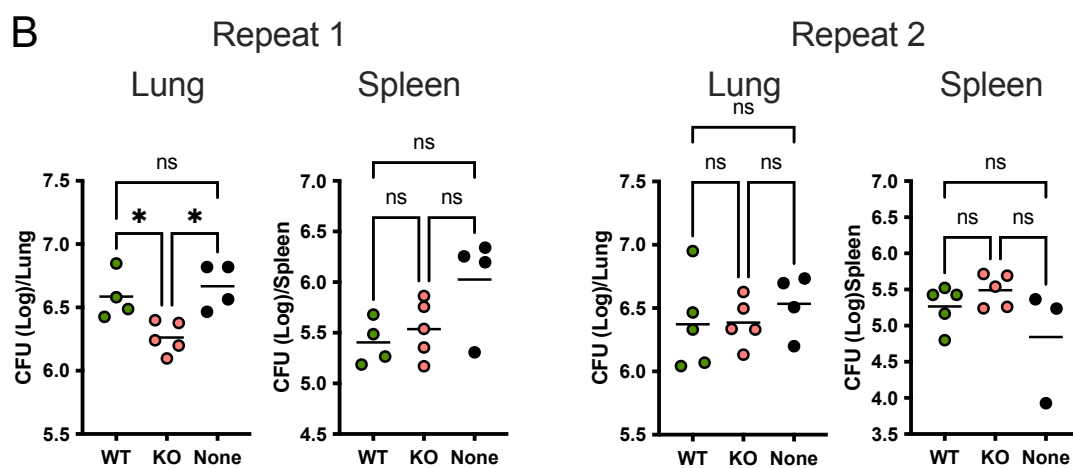 B
Repeat 1
Repeat 2
Lung
Spleen
Lung
Spleen
CFU (Log)/Lung
7.5
7.0
6.5
6.0
5.5
ns
*
*
WT KO None
CFU (Log)/Spleen
7.0
6.5
6.0
5.5
5.0
4.5
ns
ns
ns
WT KO None
CFU (Log)/Lung
7.5
7.0
6.5
6.0
5.5
ns
ns
ns
WT KO None
CFU (Log)Spleen
7.0
6.5
6.0
5.5
5.0
4.5
4.0
3.5
ns
ns
ns
WT KO None